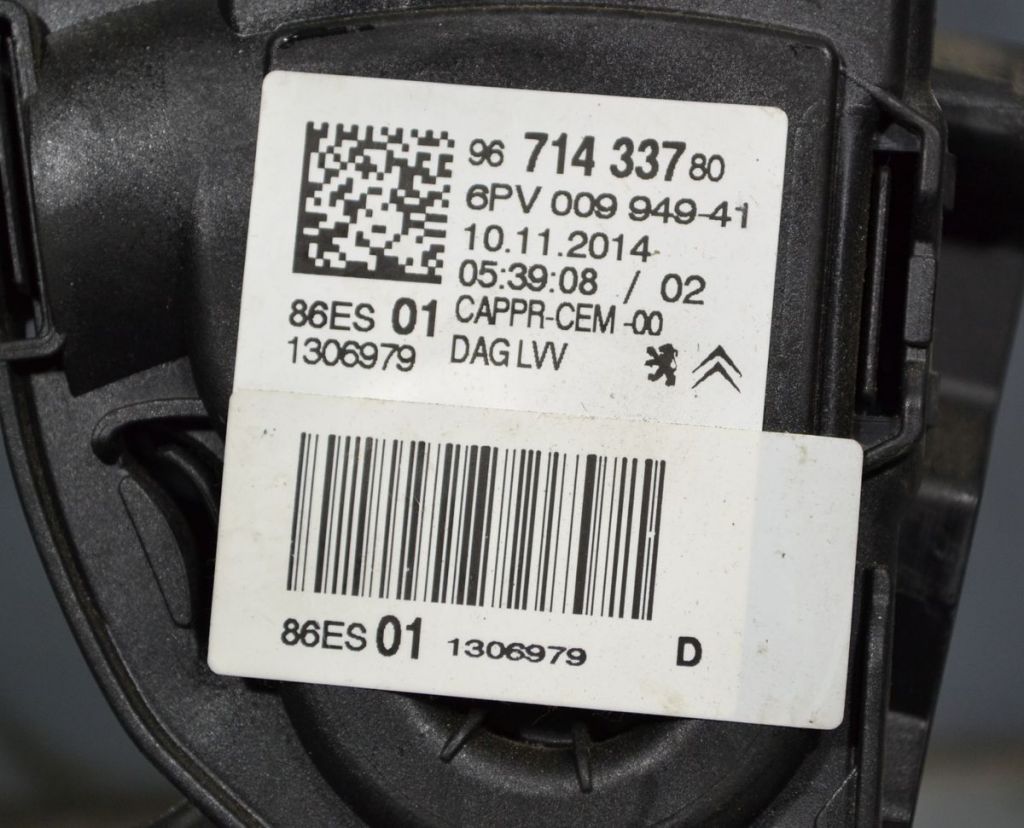 96 714 337 80
6PV 009 949-41
10.11.2014
05:39:08 / 02
86ES 01 CAPPR-CEM -00
1306979 DAG LVV
86ES 01 1306979 D